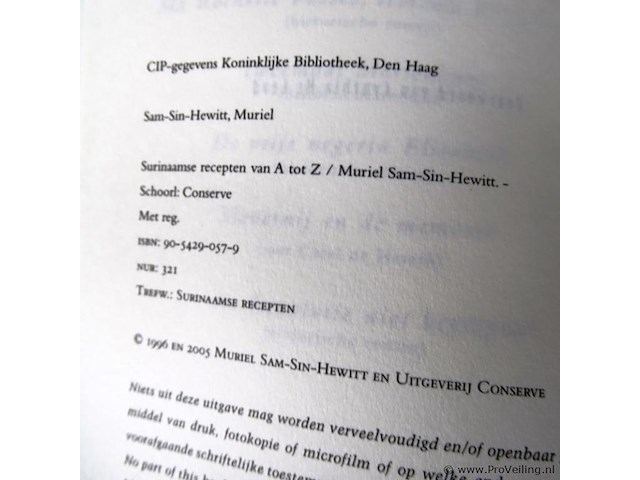 CIP-gegevens Koninklijke Bibliotheek, Den Haag
Sam-Sin-Hewitt, Muriel
Surinaamse recepten van A tot Z / Muriel Sam-Sin-Hewitt. –
Schoorl: Conserve
Met reg.
ISBN: 90-5429-057-9
NUR: 321
Trefw.: Surinaamse recepten
© 1996 en 2005 Muriel Sam-Sin-Hewitt en Uitgeverij Conserve
Niets uit deze uitgave mag worden verveelvoudigd en/of openbaar
middel van druk, fotokopie of microfilm of op welke
voorafgaande schriftelijke
No part of this
© www.ProVeiling.nl